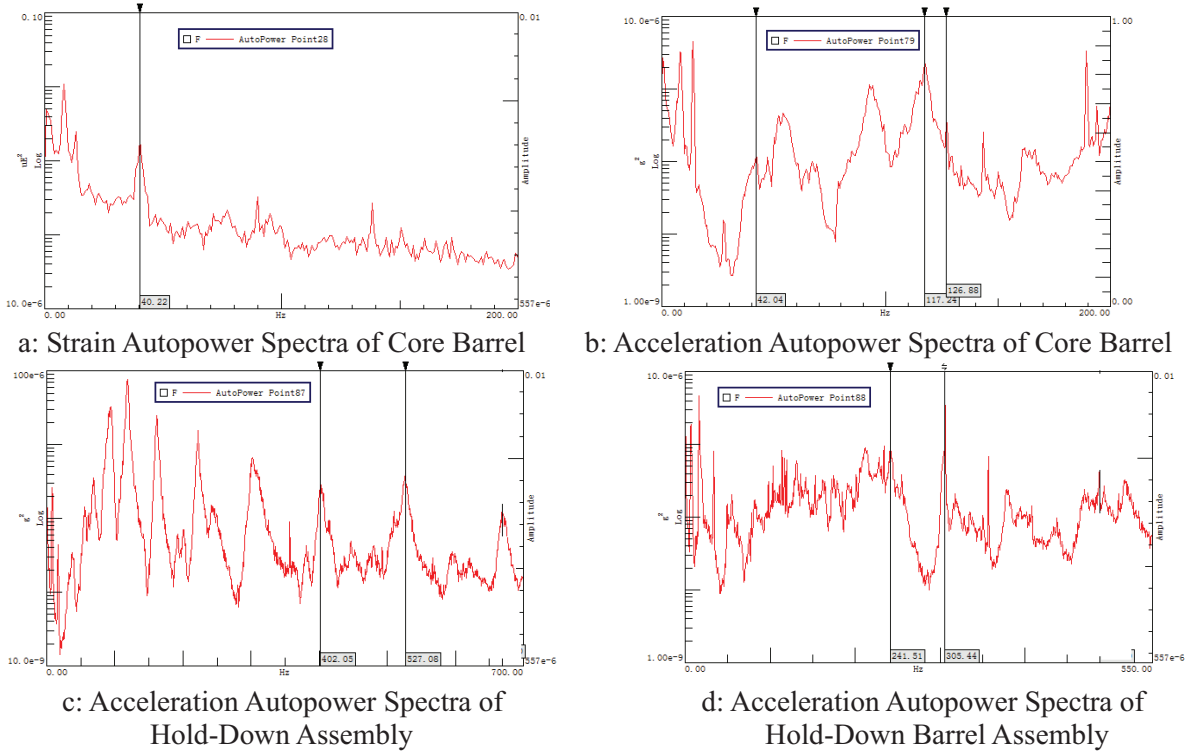 0.10
0.01
F AutoPower Point28
uE²
Log
Amplitude
40.22
10.0e-6
557e-6
0.00
Hz
200.00
a: Strain Autopower Spectra of Core Barrel
10.0e-6
1.00
F AutoPower Point79
g²
Log
Amplitude
126.88
42.04
117.24
1.00e-9
0.00
0.00
Hz
200.00
b: Acceleration Autopower Spectra of Core Barrel
100e-6
0.01
F AutoPower Point87
g²
Log
Amplitude
402.05
527.08
10.0e-9
557e-6
0.00
Hz
700.00
c: Acceleration Autopower Spectra of
Hold-Down Assembly
10.0e-6
0.01
F AutoPower Point88
g²
Log
Amplitude
241.51
305.44
1.00e-9
557e-6
0.00
Hz
550.00
d: Acceleration Autopower Spectra of
Hold-Down Barrel Assembly